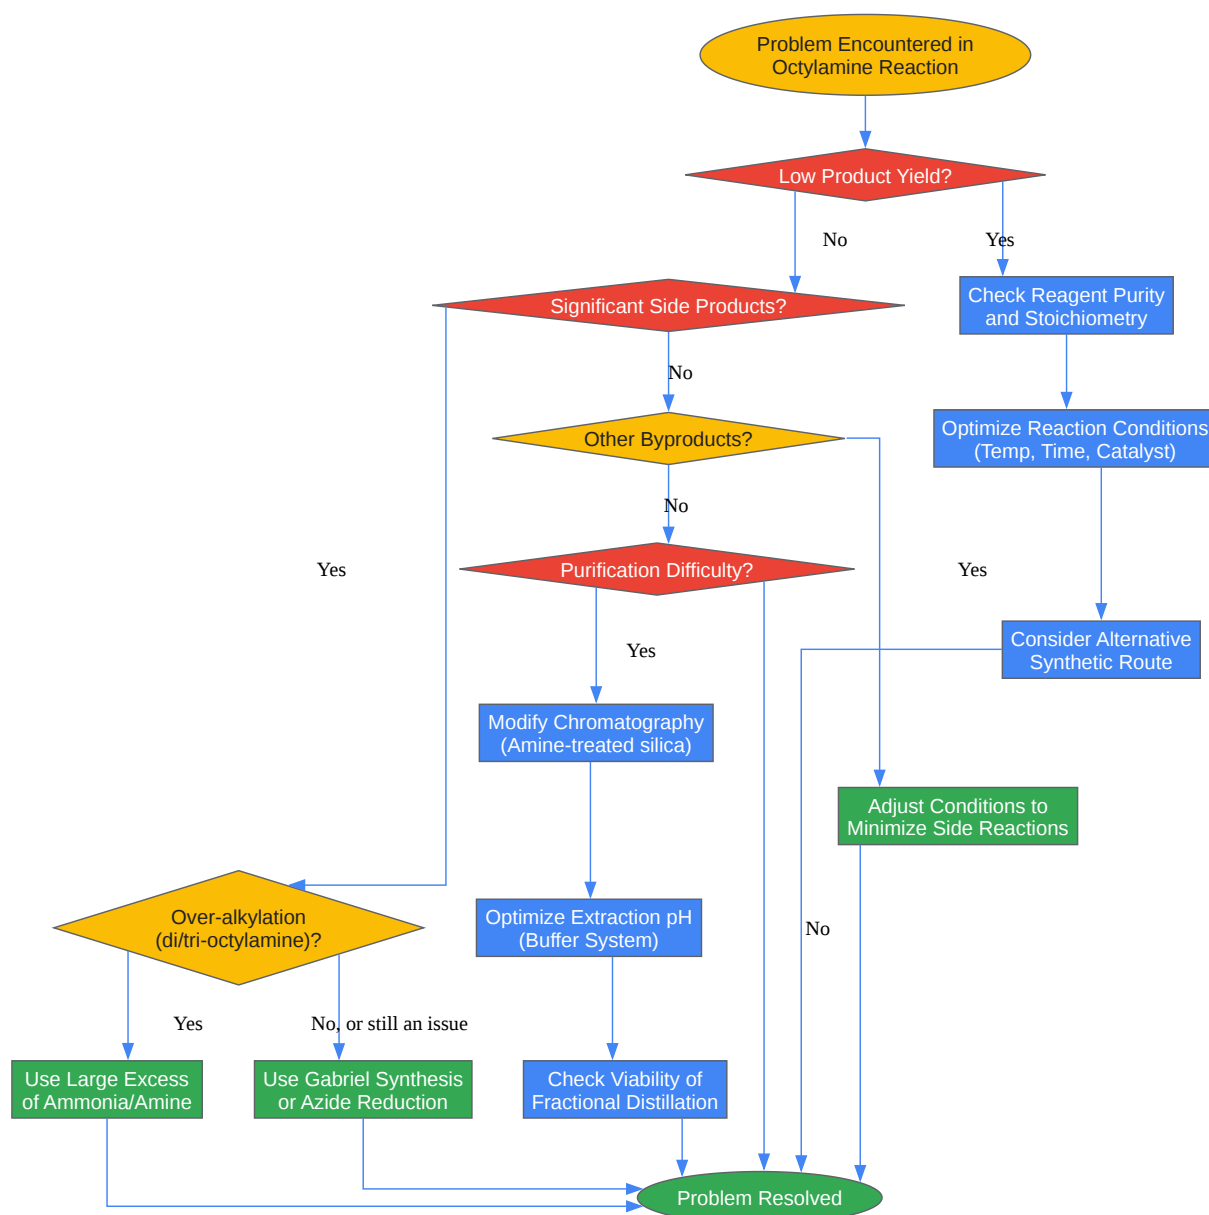 Problem Encountered in
Octylamine Reaction
Low Product Yield?
No
Yes
Significant Side Products?
Check Reagent Purity
and Stoichiometry
No
Other Byproducts?
Optimize Reaction Conditions
(Temp, Time, Catalyst)
No
Yes
Purification Difficulty?
Yes
Yes
Consider Alternative
Synthetic Route
Modify Chromatography
(Amine-treated silica)
Adjust Conditions to
Minimize Side Reactions
Over-alkylation
(di/tri-octylamine)?
Optimize Extraction pH
(Buffer System)
No
Yes
No, or still an issue
Use Large Excess
of Ammonia/Amine
Use Gabriel Synthesis
or Azide Reduction
Check Viability of
Fractional Distillation
Problem Resolved